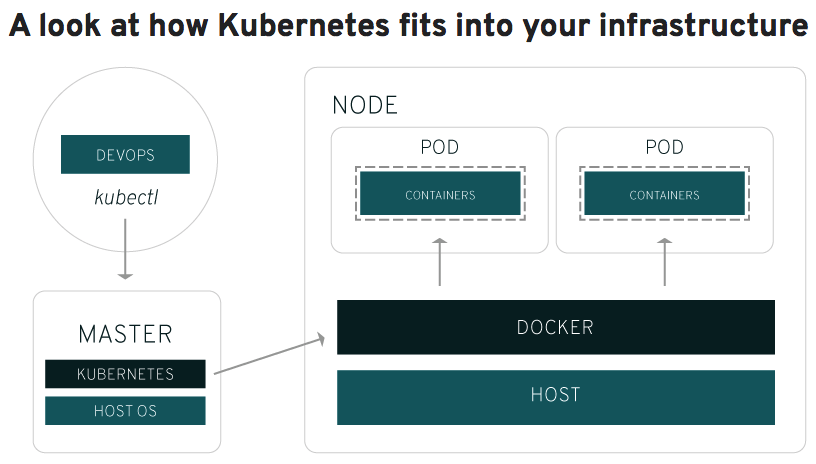 A look at how Kubernetes fits into your infrastructure
DEVOPS
kubectl
MASTER
KUBERNETES
HOST OS
NODE
POD
CONTAINERS
POD
CONTAINERS
DOCKER
HOST